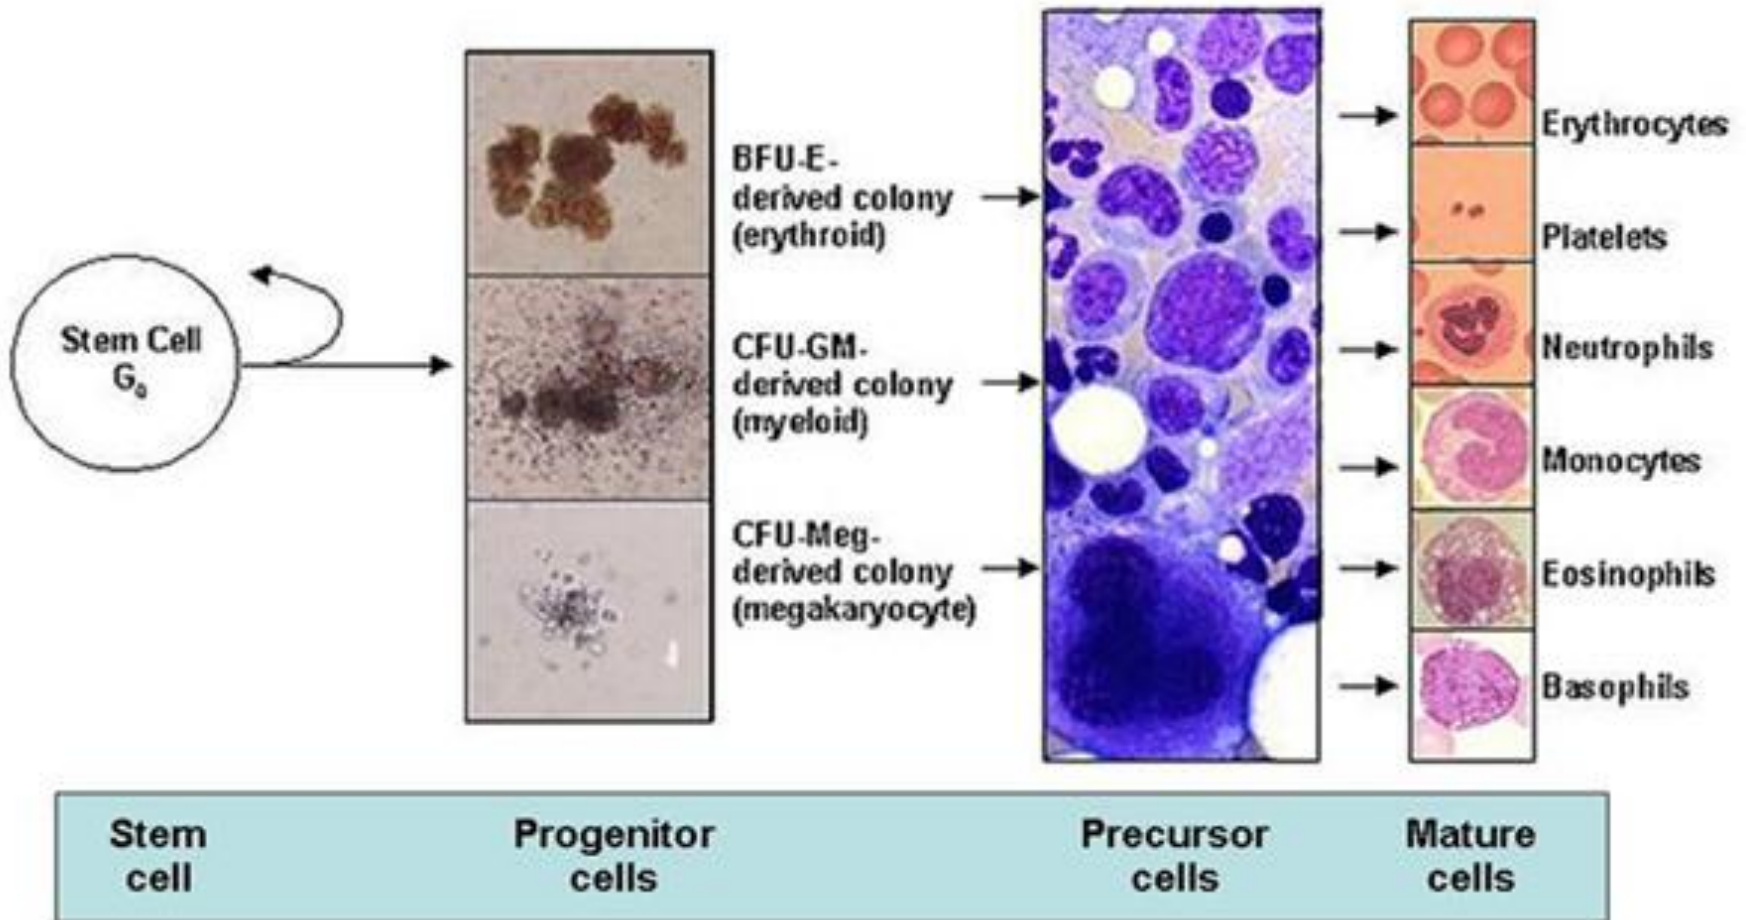 Stem Cell
G0
BFU-E-
derived colony
(erythroid)
CFU-GM-
derived colony
(myeloid)
CFU-Meg-
derived colony
(megakaryocyte)
Erythrocytes
Platelets
Neutrophils
Monocytes
Eosinophils
Basophils
Stem
cell
Progenitor
cells
Precursor
cells
Mature
cells